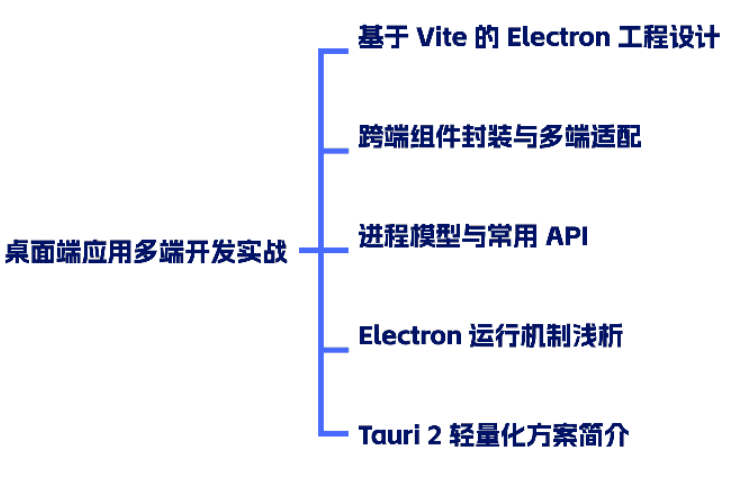 基于 Vite 的 Electron 工程设计
跨端组件封装与多端适配
桌面端应用多端开发实战
进程模型与常用 API
Electron 运行机制浅析
Tauri 2 轻量化方案简介